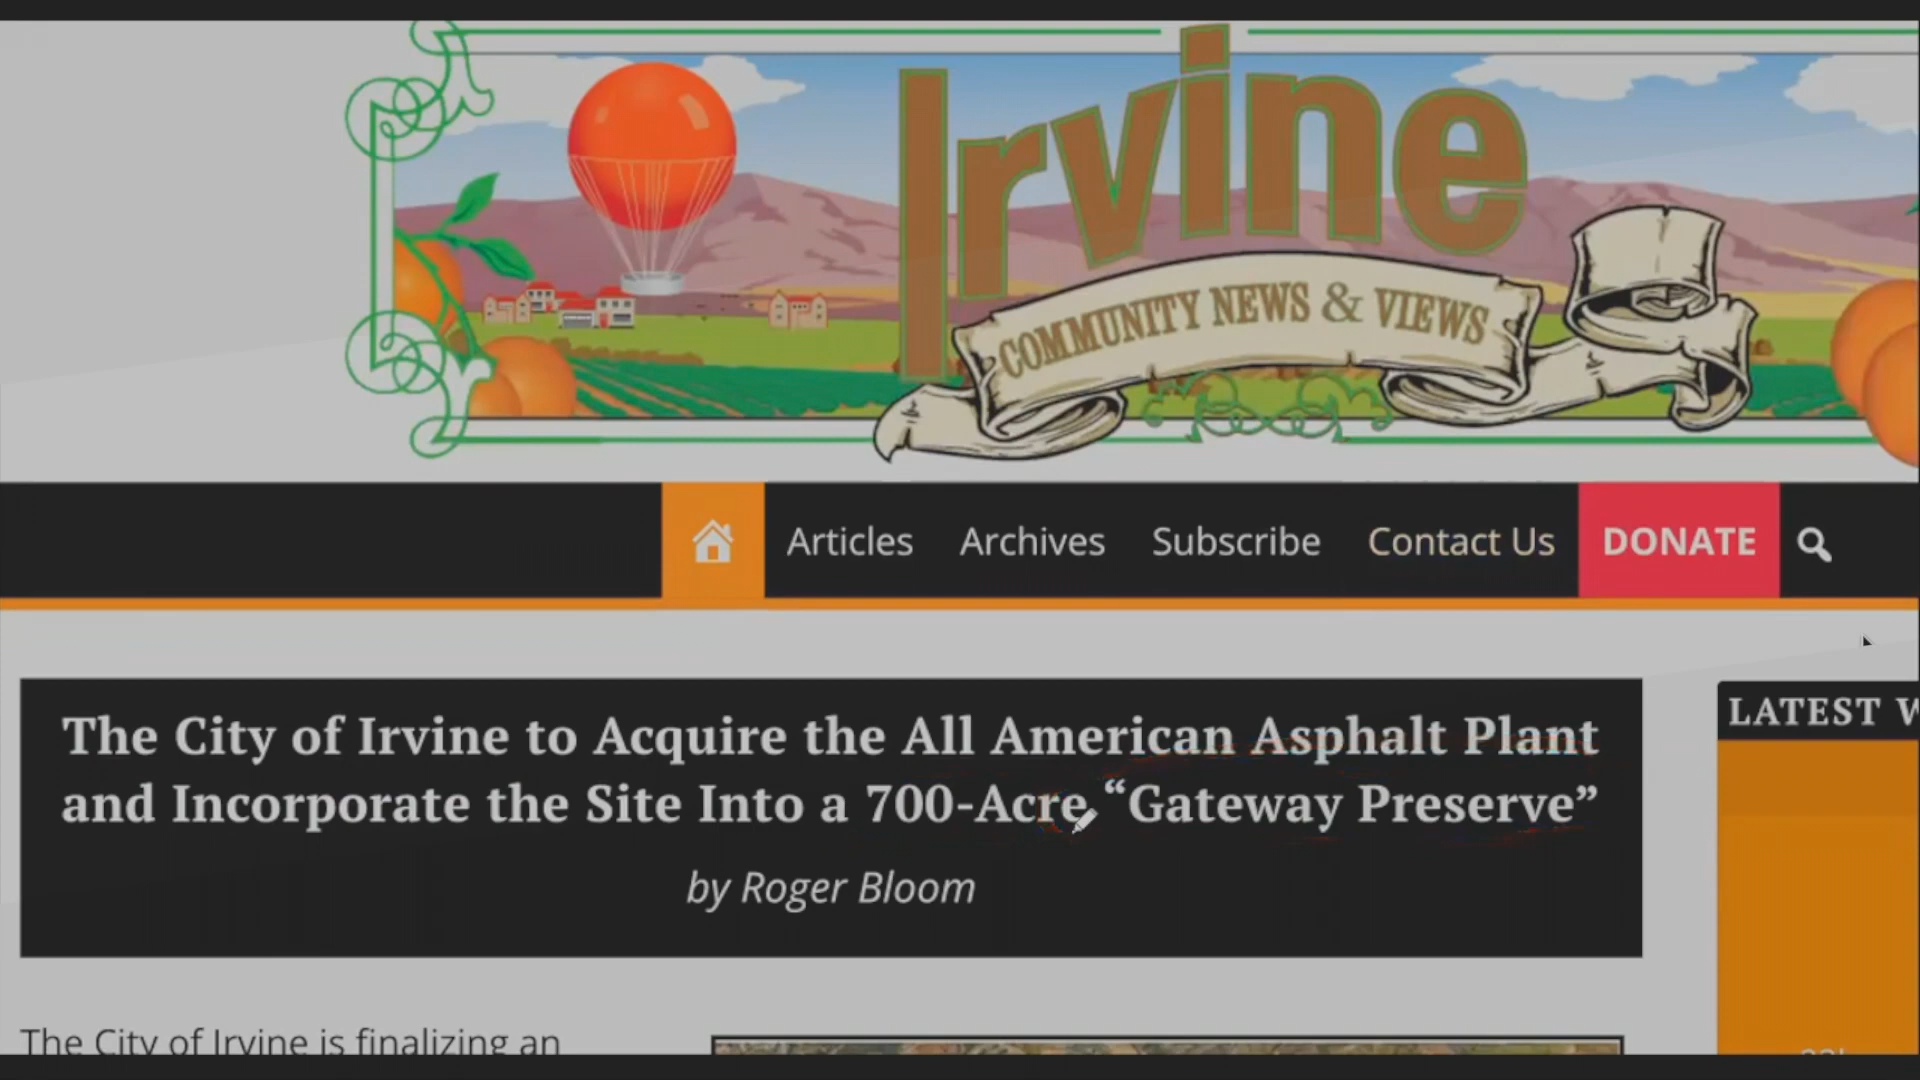 Irvine
COMMUNITY NEWS & VIEWS
Articles Archives Subscribe Contact Us DONATE
The City of Irvine to Acquire the All American Asphalt Plant
and Incorporate the Site Into a 700-Acre “Gateway Preserve”
by Roger Bloom
LATEST
The City of Irvine is finalizing an